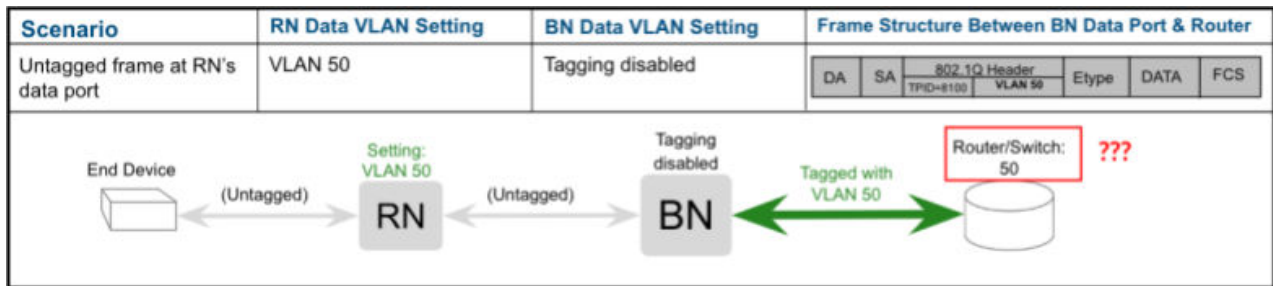 Scenario
RN Data VLAN Setting
BN Data VLAN Setting
Frame Structure Between BN Data Port & Router
Untagged frame at RN's
data port
VLAN 50
Tagging disabled
DA
SA
802.1Q Header
TPID=8100
VLAN 50
Etype
DATA
FCS
End Device
(Untagged)
Setting:
VLAN 50
RN
(Untagged)
Tagging
disabled
BN
Tagged with
VLAN 50
Router/Switch:
50
???